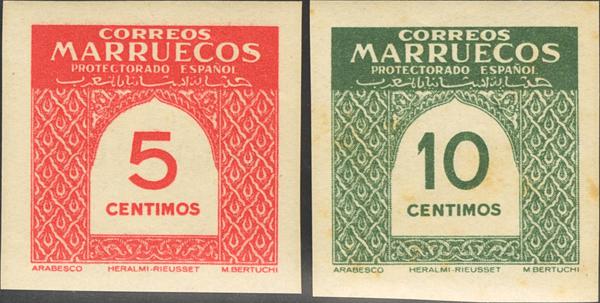 CORREOS
MARRUECOS
PROTECTORADO ESPAÑOL
5
CENTIMOS
ARABESCO HERALMI-RIEUSSET M.BERTUCHI
CORREOS
MARRUECOS
PROTECTORADO ESPAÑOL
10
CENTIMOS
ARABESCO HERALMI-RIEUSSET M.BERTUCHI